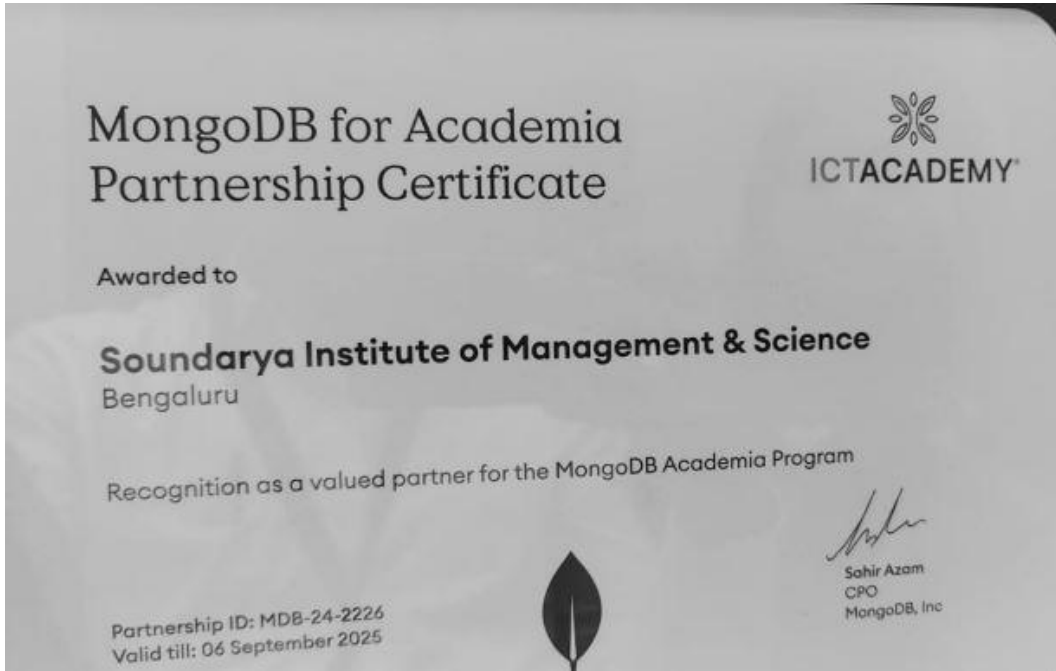 MongoDB for Academia
Partnership Certificate
ICTACADEMY®
Awarded to
Soundarya Institute of Management & Science
Bengaluru
Recognition as a valued partner for the MongoDB Academia Program
Sahir Azam
CPO
MongoDB, Inc
Partnership ID: MDB-24-2226
Valid till: 06 September 2025